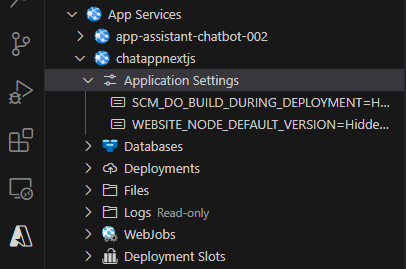 App Services
app-assistant-chatbot-002
chatappnextjs
Application Settings
SCM_DO_BUILD_DURING_DEPLOYMENT=H...
WEBSITE_NODE_DEFAULT_VERSION=Hidde...
Databases
Deployments
Files
Logs Read-only
WebJobs
Deployment Slots